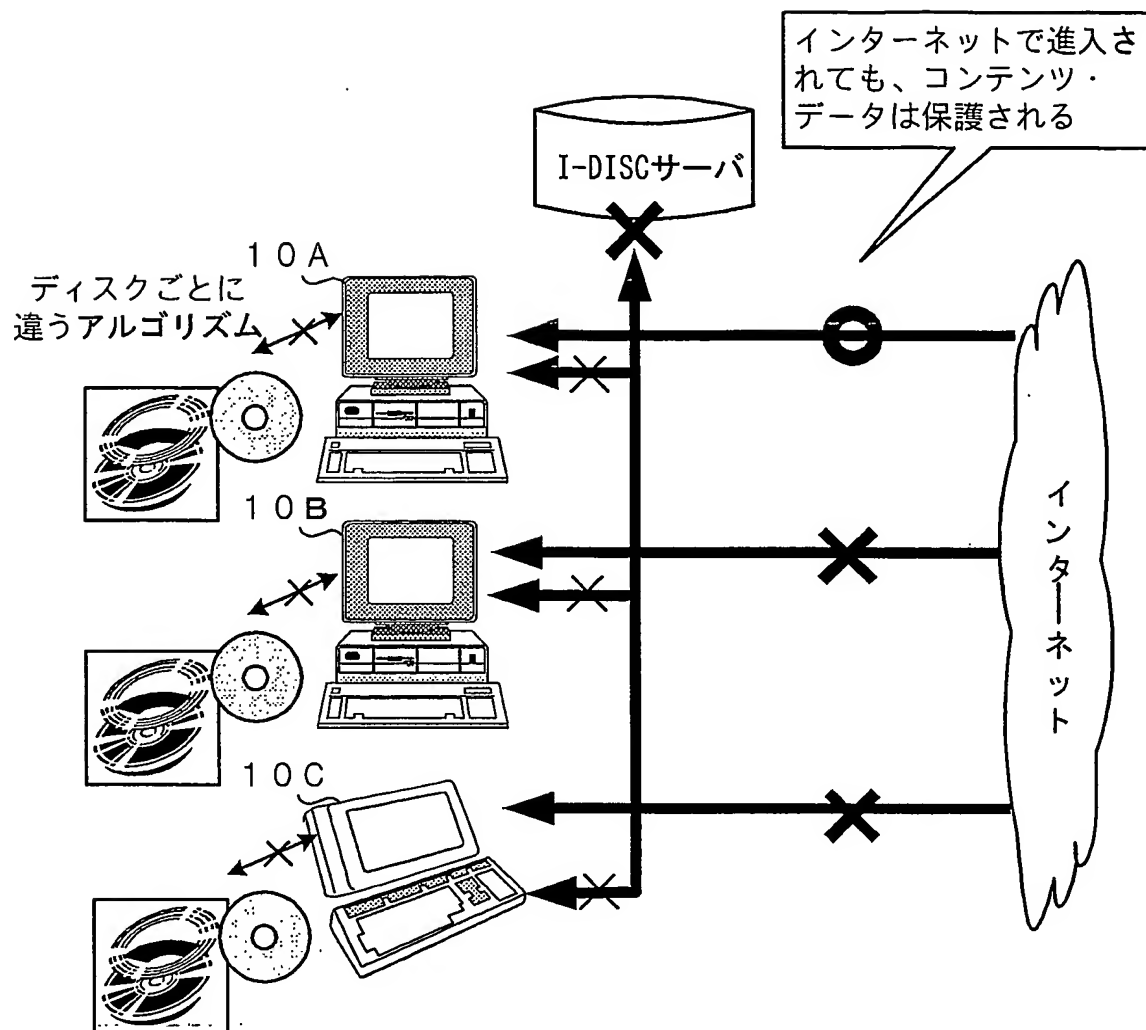 インターネットで進入さ
れても、コンテンツ・
データは保護される
I-DISCサーバ
10A
ディスクごとに
違うアルゴリズム
10B
インターネット
10C